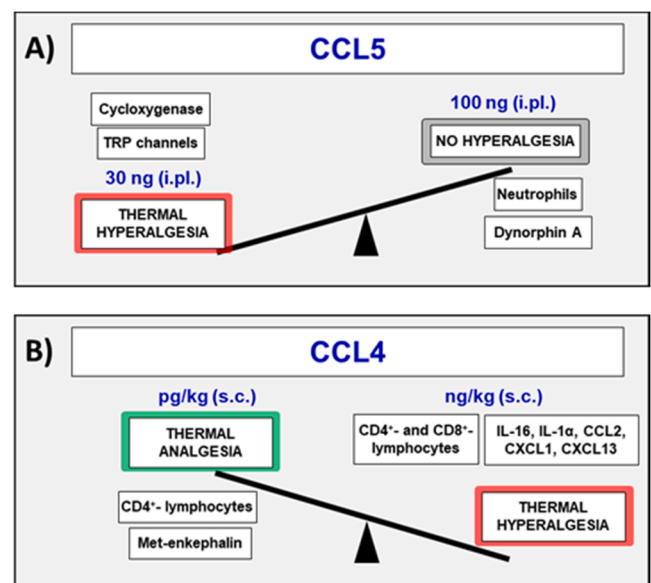 A)
CCL5
Cycloxygenase
TRP channels
30 ng (i.pl.)
THERMAL
HYPERALGESIA
100 ng (i.pl.)
NO HYPERALGESIA
Neutrophils
Dynorphin A
B)
CCL4
pg/kg (s.c.)
THERMAL
ANALGESIA
CD4⁺- lymphocytes
Met-enkephalin
ng/kg (s.c.)
CD4⁺- and CD8⁺-
lymphocytes
IL-16, IL-1α, CCL2,
CXCL1, CXCL13
THERMAL
HYPERALGESIA